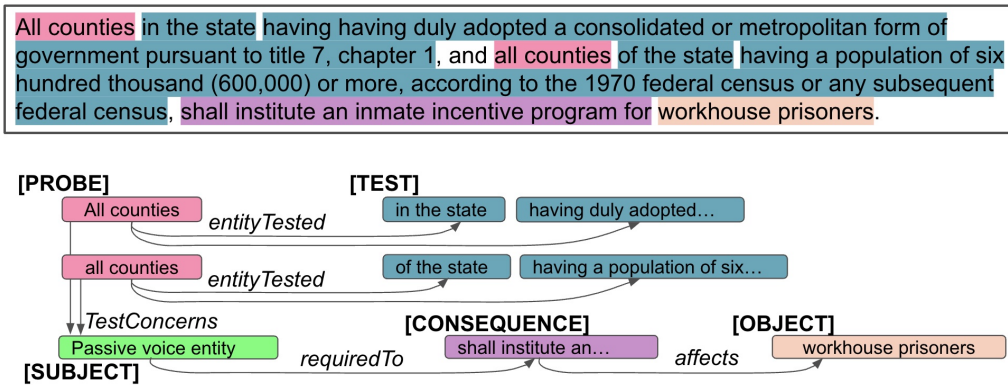 All counties in the state having having duly adopted a consolidated or metropolitan form of
government pursuant to title 7, chapter 1, and all counties of the state having a population of six
hundred thousand (600,000) or more, according to the 1970 federal census or any subsequent
federal census, shall institute an inmate incentive program for workhouse prisoners.
[PROBE] [TEST]
All counties entityTested in the state having duly adopted…
all counties entityTested of the state having a population of six…
TestConcerns [CONSEQUENCE] [OBJECT]
Passive voice entity requiredTo shall institute an… affects workhouse prisoners
[SUBJECT]